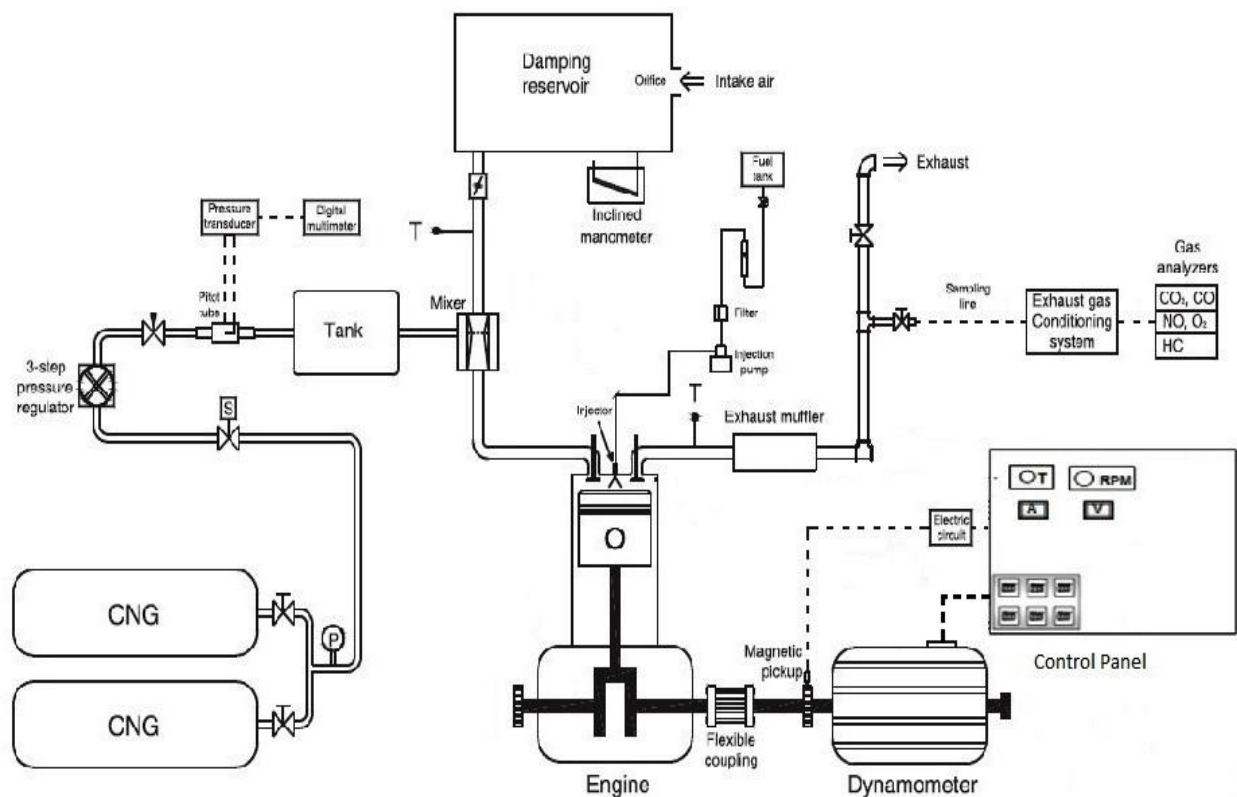 Damping
reservoir
Orifice
Intake air
Inclined
manometer
Fuel
tank
Exhaust
Pressure
transducer
Digital
multimeter
T
Pitot
tube
Tank
Mixer
Filter
Injection
pump
Gas
analyzers
CO₂, CO
NO, O₂
HC
Sampling
line
Exhaust gas
Conditioning
system
3-step
pressure
regulator
S
T
Injector
Exhaust muffler
T
RPM
A
V
Electric
circuit
O
CNG
CNG
P
Magnetic
pickup
Control Panel
Flexible
coupling
Engine
Dynamometer